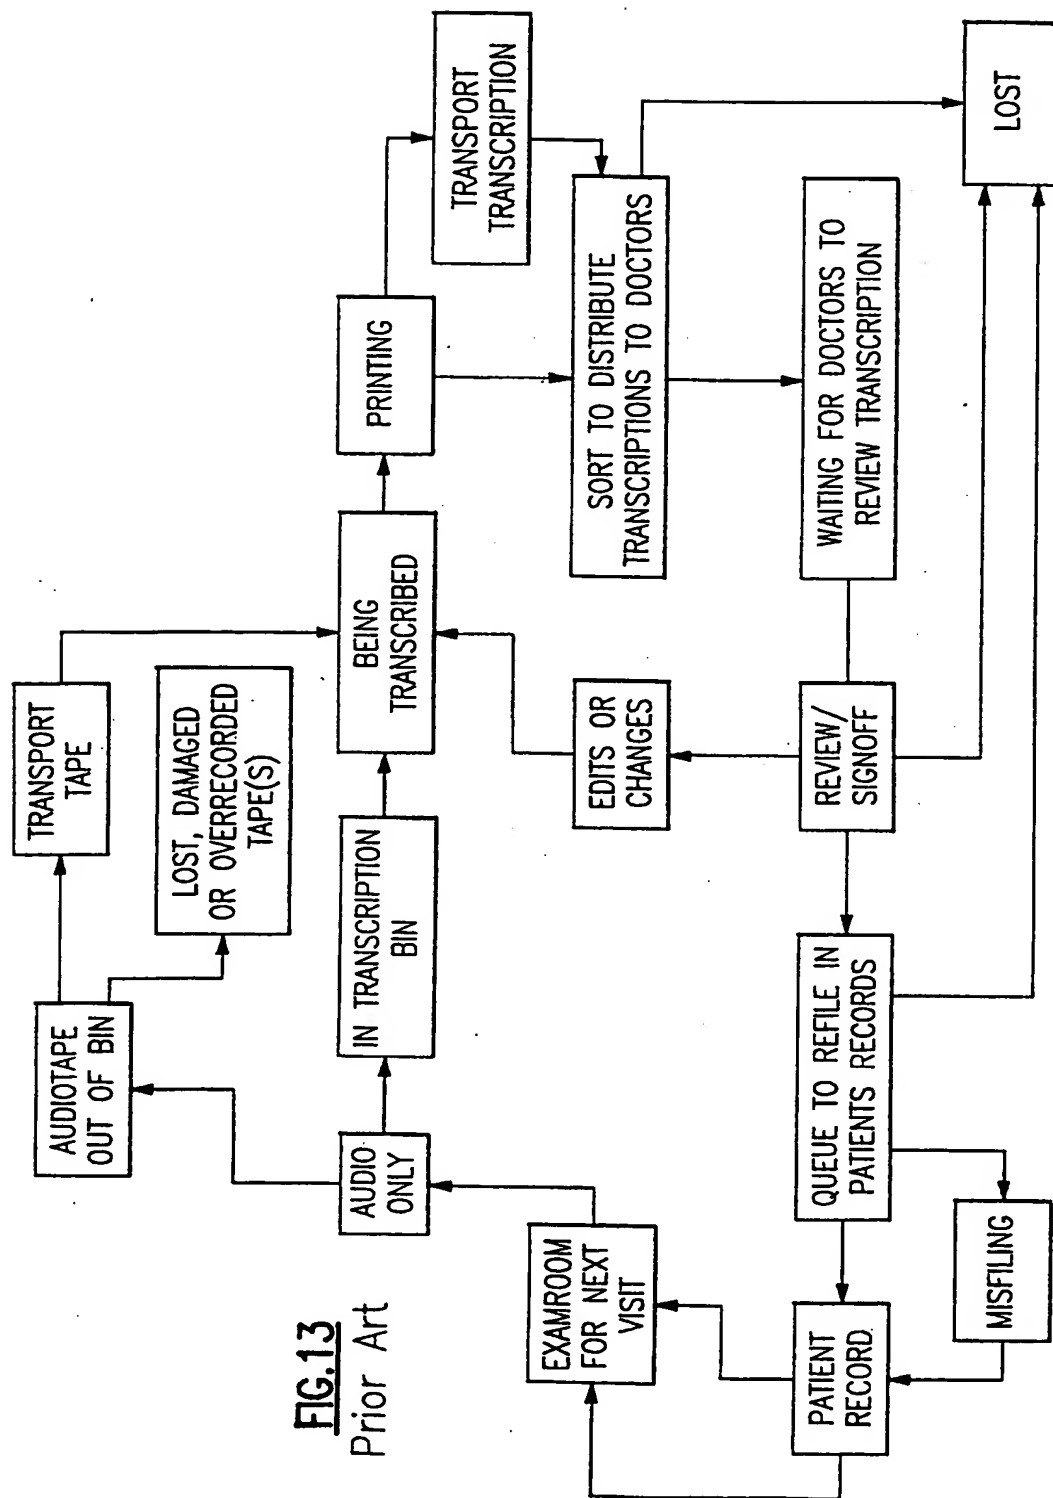 AUDIOTAPE
OUT OF BIN
TRANSPORT
TAPE
LOST, DAMAGED
OR OVERRECORDED
TAPE(S)
AUDIO
ONLY
IN TRANSCRIPTION
BIN
BEING
TRANSCRIBED
PRINTING
TRANSPORT
TRANSCRIPTION
EXAMROOM
FOR NEXT
VISIT
EDITS OR
CHANGES
SORT TO DISTRIBUTE
TRANSCRIPTIONS TO DOCTORS
PATIENT
RECORD
QUEUE TO REFILE IN
PATIENTS RECORDS
REVIEW/
SIGNOFF
WAITING FOR DOCTORS TO
REVIEW TRANSCRIPTION
MISFILING
LOST
FIG.13
Prior Art